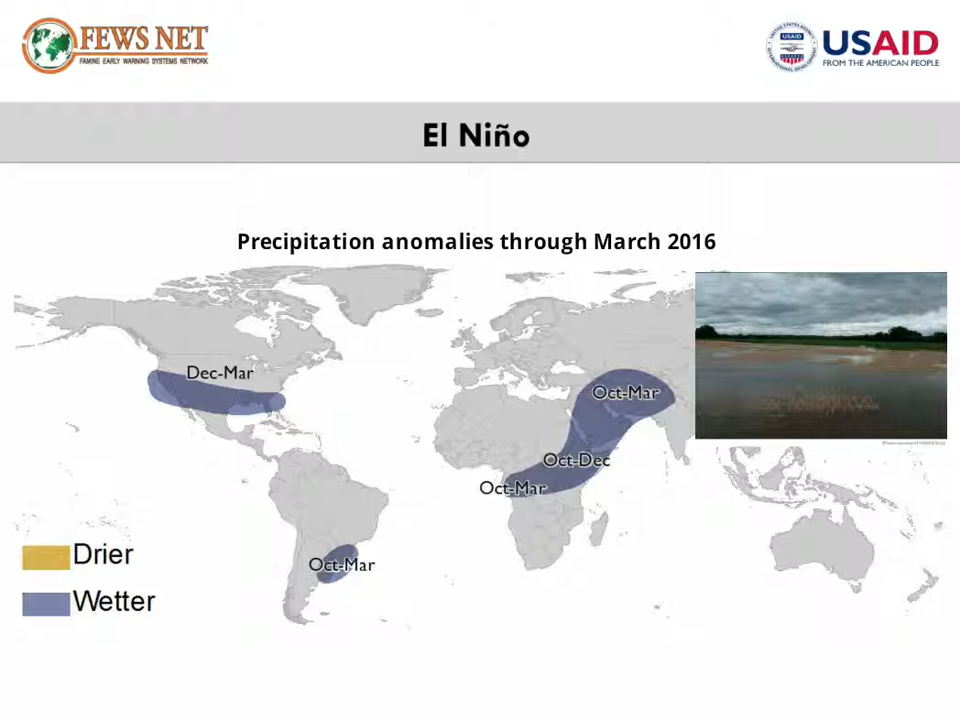 FEWS NET
FAMINE EARLY WARNING SYSTEMS NETWORK
USAID
USAID
FROM THE AMERICAN PEOPLE
El Niño
Precipitation anomalies through March 2016
Dec-Mar
Oct-Mar
Oct-Dec
Oct-Mar
Oct-Mar
Drier
Wetter